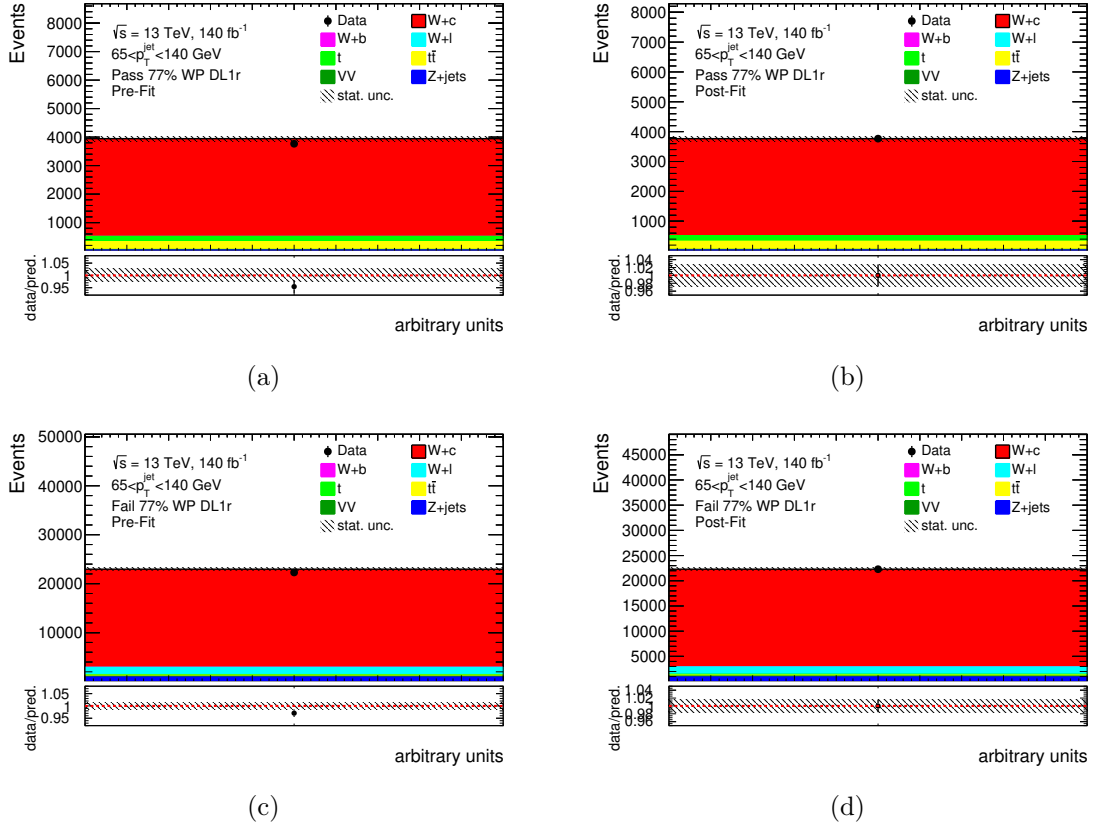 Events
8000
7000
6000
5000
4000
3000
2000
1000
√s = 13 TeV, 140 fb⁻¹
65<p_T^jet<140 GeV
Pass 77% WP DL1r
Pre-Fit
Data
W+b
t
VV
stat. unc.
W+c
W+l
tt̄
Z+jets
data/pred.
1.05
1
0.95
arbitrary units
(a)
Events
8000
7000
6000
5000
4000
3000
2000
1000
√s = 13 TeV, 140 fb⁻¹
65<p_T^jet<140 GeV
Pass 77% WP DL1r
Post-Fit
Data
W+b
t
VV
stat. unc.
W+c
W+l
tt̄
Z+jets
data/pred.
1.04
1.02
1
0.98
0.96
arbitrary units
(b)
Events
50000
40000
30000
20000
10000
√s = 13 TeV, 140 fb⁻¹
65<p_T^jet<140 GeV
Fail 77% WP DL1r
Pre-Fit
Data
W+b
t
VV
stat. unc.
W+c
W+l
tt̄
Z+jets
data/pred.
1.05
1
0.95
arbitrary units
(c)
Events
45000
40000
35000
30000
25000
20000
15000
10000
5000
√s = 13 TeV, 140 fb⁻¹
65<p_T^jet<140 GeV
Fail 77% WP DL1r
Post-Fit
Data
W+b
t
VV
stat. unc.
W+c
W+l
tt̄
Z+jets
data/pred.
1.04
1.02
1
0.98
0.96
arbitrary units
(d)